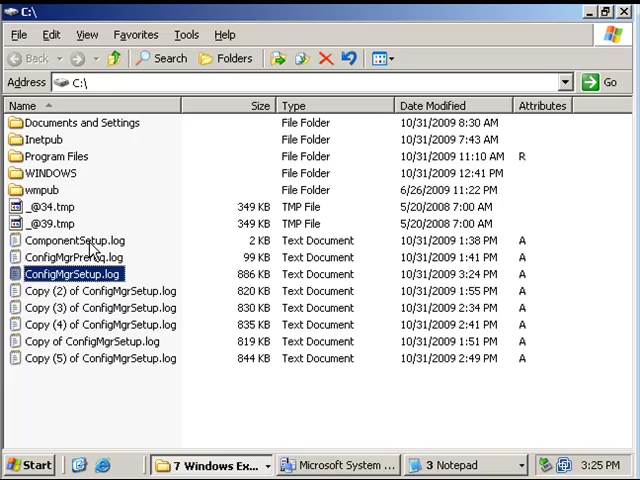 C:\
File Edit View Favorites Tools Help
Back Search Folders
Address C:\ Go
Name Size Type Date Modified Attributes
Documents and Settings File Folder 10/31/2009 8:30 AM
Inetpub File Folder 10/31/2009 7:43 AM
Program Files File Folder 10/31/2009 11:10 AM R
WINDOWS File Folder 10/31/2009 12:41 PM
wmpub File Folder 6/26/2009 11:22 PM
_@34.tmp 349 KB TMP File 5/20/2008 7:00 AM
_@39.tmp 349 KB TMP File 5/20/2008 7:00 AM
ComponentSetup.log 2 KB Text Document 10/31/2009 1:38 PM A
ConfigMgrPrereq.log 99 KB Text Document 10/31/2009 1:41 PM A
ConfigMgrSetup.log 886 KB Text Document 10/31/2009 3:24 PM A
Copy (2) of ConfigMgrSetup.log 820 KB Text Document 10/31/2009 1:55 PM A
Copy (3) of ConfigMgrSetup.log 830 KB Text Document 10/31/2009 2:34 PM A
Copy (4) of ConfigMgrSetup.log 835 KB Text Document 10/31/2009 2:41 PM A
Copy of ConfigMgrSetup.log 819 KB Text Document 10/31/2009 1:51 PM A
Copy (5) of ConfigMgrSetup.log 844 KB Text Document 10/31/2009 2:49 PM A
Start 7 Windows Ex... Microsoft System ... 3 Notepad 3:25 PM